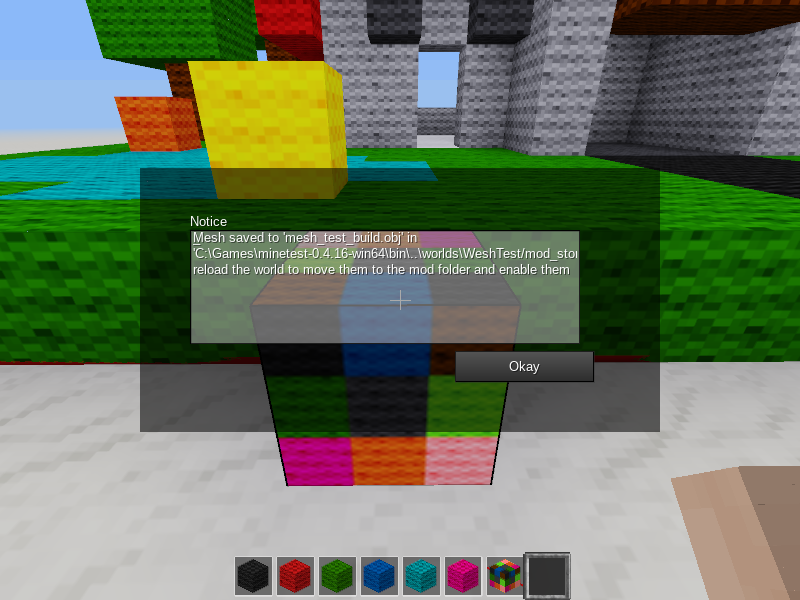 Notice
Mesh saved to 'mesh_test_build.obj' in
'C:\Games\minetest-0.4.16-win64\bin\..\worlds\WeshTest/mod_stor
reload the world to move them to the mod folder and enable them
Okay